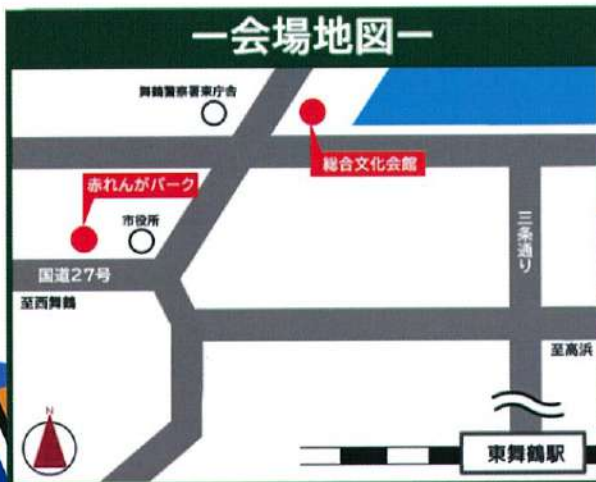 ー会場地図ー
舞鶴警察署東庁舎
総合文化会館
赤れんがパーク
市役所
三条通り
国道27号
至西舞鶴
至高浜
N
東舞鶴駅